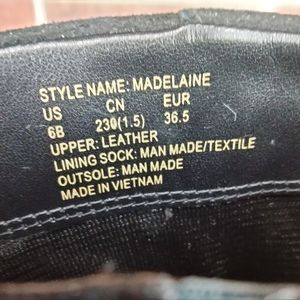 STYLE NAME: MADELAINE
US CN EUR
6B 230(1.5) 36.5
UPPER: LEATHER
LINING SOCK: MAN MADE/TEXTILE
OUTSOLE: MAN MADE
MADE IN VIETNAM